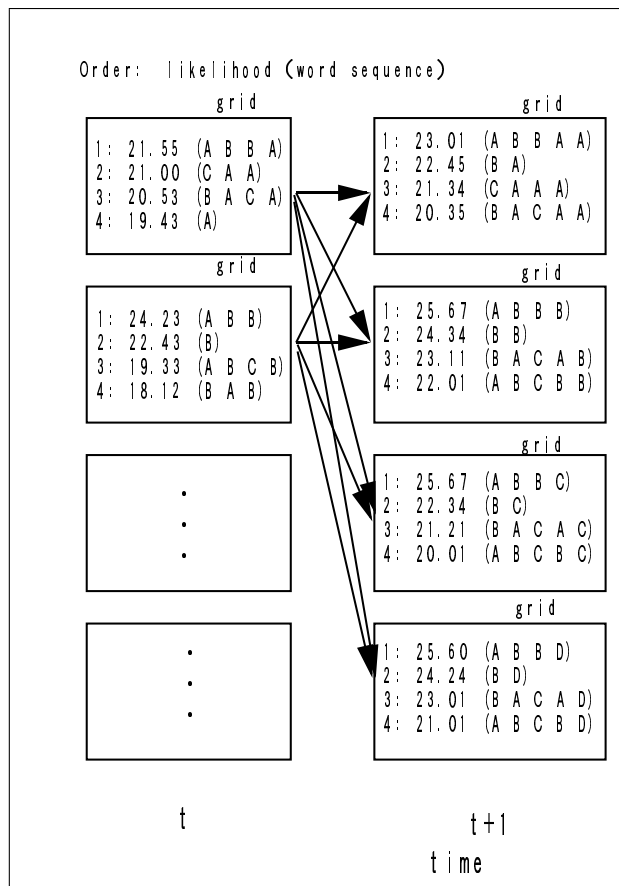 Order: likelihood (word sequence)
grid
1: 21.55 (A B B A)
2: 21.00 (C A A)
3: 20.53 (B A C A)
4: 19.43 (A)
grid
1: 24.23 (A B B)
2: 22.43 (B)
3: 19.33 (A B C B)
4: 18.12 (B A B)
grid
1: 23.01 (A B B A A)
2: 22.45 (B A)
3: 21.34 (C A A A)
4: 20.35 (B A C A A)
grid
1: 25.67 (A B B B)
2: 24.34 (B B)
3: 23.11 (B A C A B)
4: 22.01 (A B C B B)
grid
1: 25.67 (A B B C)
2: 22.34 (B C)
3: 21.21 (B A C A C)
4: 20.01 (A B C B C)
grid
1: 25.60 (A B B D)
2: 24.24 (B D)
3: 23.01 (B A C A D)
4: 21.01 (A B C B D)
t
t+1
time